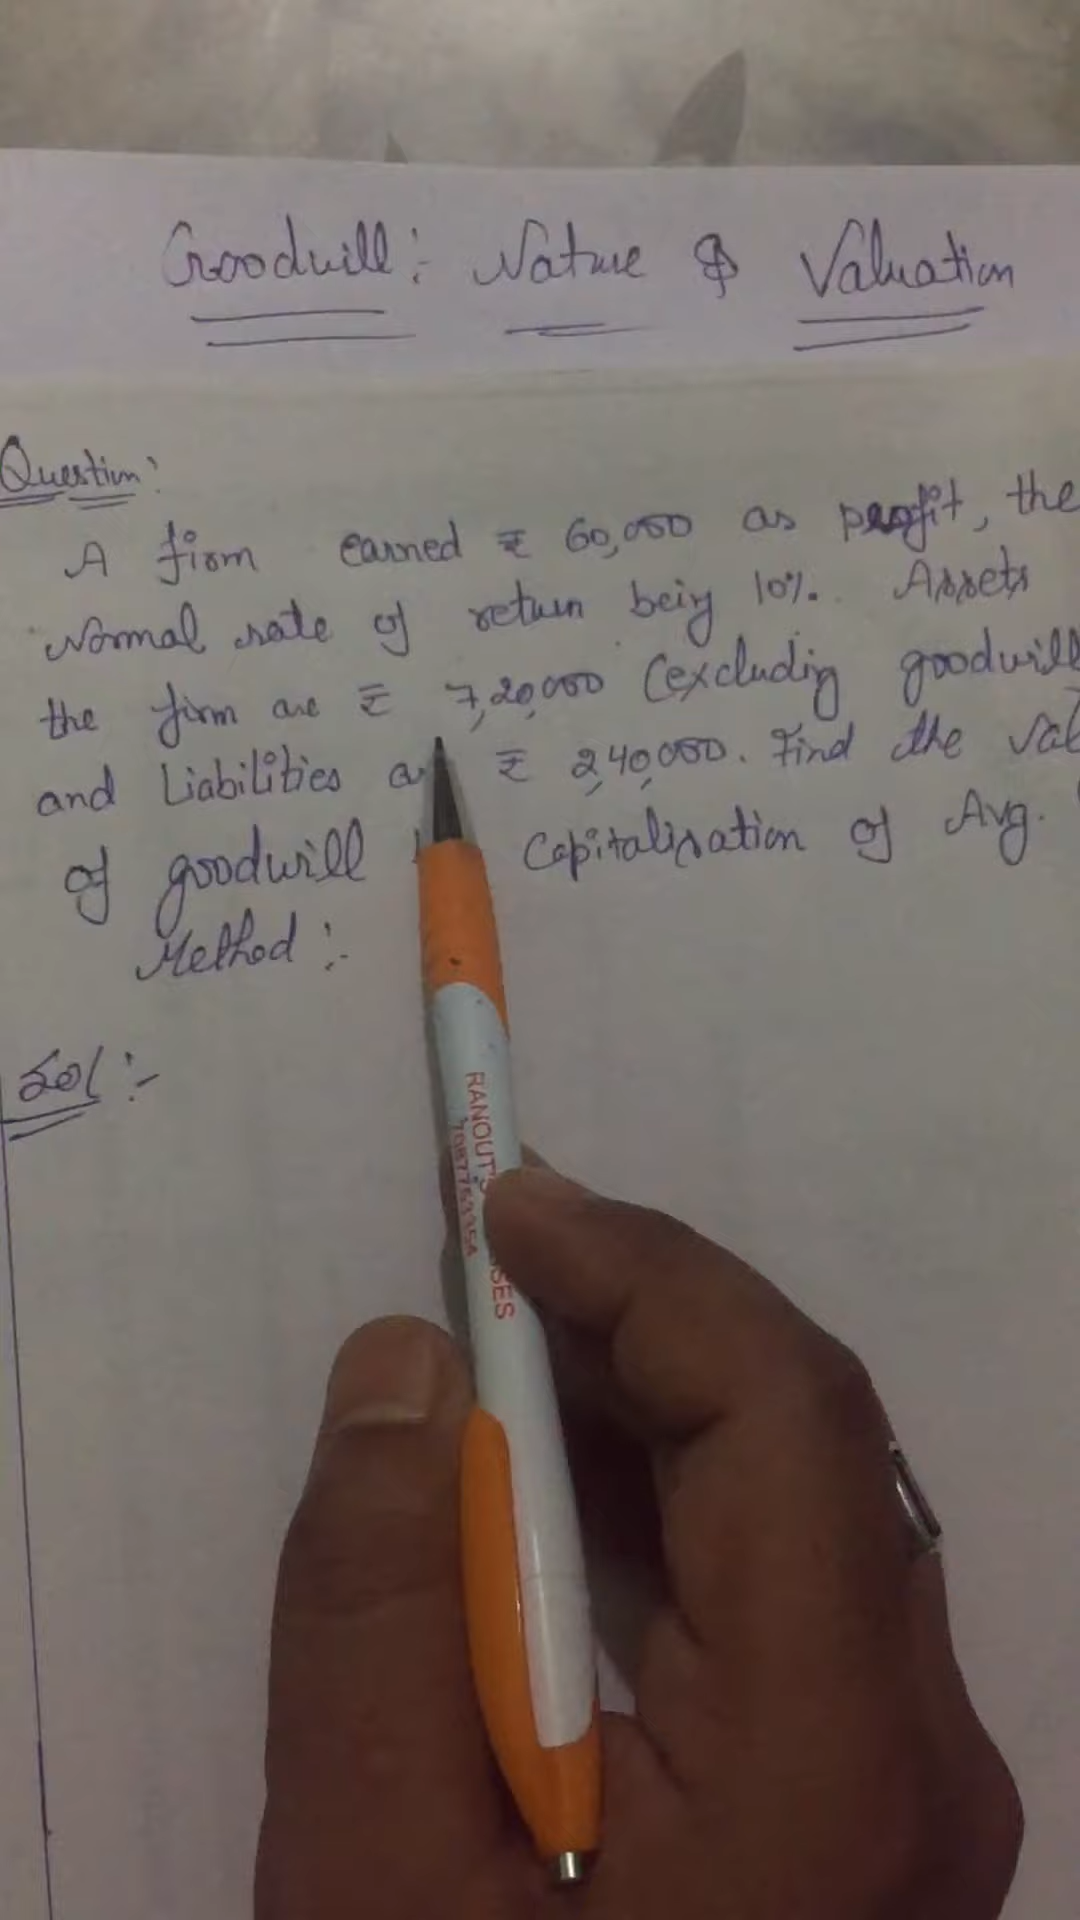 Goodwill:- Nature & Valuation
Question:
A firm earned ₹ 60,000 as profit, the
Normal rate of return being 10%. Assets
the firm are ₹ 7,20,000 (excluding goodwill
and Liabilities ₹ 2,40,000. Find the
of goodwill Capitalisation of Avg.
Method :-
Sol :-
RANOUT'S
7087763354